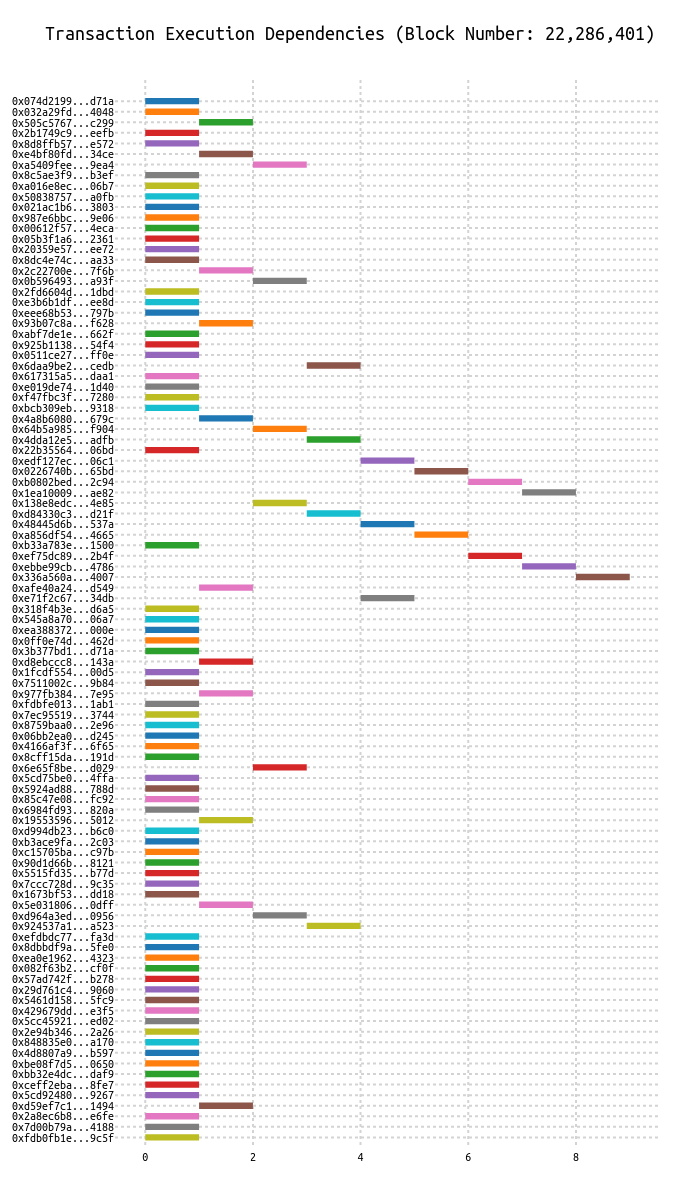 Transaction Execution Dependencies (Block Number: 22,286,401)
0x074d2199...d71a
0x032a29fd...4048
0x505c5767...c299
0x2b1749c9...eefb
0x8d8ffb57...e572
0xe4bf80fd...34ce
0xa5409fee...9ea4
0x8c5ae3f9...b3ef
0xa016e8ec...06b7
0x50838757...a0fb
0x021ac1b6...3803
0x987e6bbc...9e06
0x00612f57...4eca
0x05b3f1a6...2361
0x20359e57...ee72
0x8dc4e74c...aa33
0x2c22700e...7f6b
0x0b596493...a93f
0x2fd6604d...1dbd
0xe3b6b1df...ee8d
0xeee68b53...797b
0x93b07c8a...f628
0xabf7de1e...662f
0x925b1138...54f4
0x0511ce27...ff0e
0x6daa9be2...cedb
0x617315a5...daa1
0xe019de74...1d40
0xf47fbc3f...7280
0xbcb309eb...9318
0x4a8b6080...679c
0x64b5a985...f904
0x4dda12e5...adfb
0x22b35564...06bd
0xedf127ec...06c1
0x0226740b...65bd
0xb0802bed...2c94
0x1ea10009...ae82
0x138e8edc...4e85
0xd84330c3...d21f
0x48445d6b...537a
0xa856df54...4665
0xb33a783e...1500
0xef75dc89...2b4f
0xebbe99cb...4786
0x336a560a...4007
0xafe40a24...d549
0xe71f2c67...34db
0x318f4b3e...d6a5
0x545a8a70...06a7
0xea388372...000e
0x0ff0e74d...462d
0x3b377bd1...d71a
0xd8ebccc8...143a
0x1fcdf554...00d5
0x7511002c...9b84
0x977fb384...7e95
0xfdbfe013...1ab1
0x7ec95519...3744
0x8759baa0...2e96
0x06bb2ea0...d245
0x4166af3f...6f65
0x8cff15da...191d
0x6e65f8be...d029
0x5cd75be0...4ffa
0x5924ad88...788d
0x85c47e08...fc92
0x6984fd93...820a
0x19553596...5012
0xd994db23...b6c0
0xb3ace9fa...2c03
0xc15705ba...c97b
0x90d1d66b...8121
0x5515fd35...b77d
0x7ccc728d...9c35
0x1673bf53...dd18
0x5e031806...0dff
0xd964a3ed...0956
0x924537a1...a523
0xefdbdc77...fa3d
0x8dbbdf9a...5fe0
0xea0e1962...4323
0x082f63b2...cf0f
0x57ad742f...b278
0x29d761c4...9060
0x5461d158...5fc9
0x429679dd...e3f5
0x5cc45921...ed02
0x2e94b346...2a26
0x848835e0...a170
0x4d8807a9...b597
0xbe08f7d5...0650
0xbb32e4dc...daf9
0xceff2eba...8fe7
0x5cd92480...9267
0xd59ef7c1...1494
0x2a8ec6b8...e6fe
0x7d00b79a...4188
0xfdb0fb1e...9c5f
0 2 4 6 8